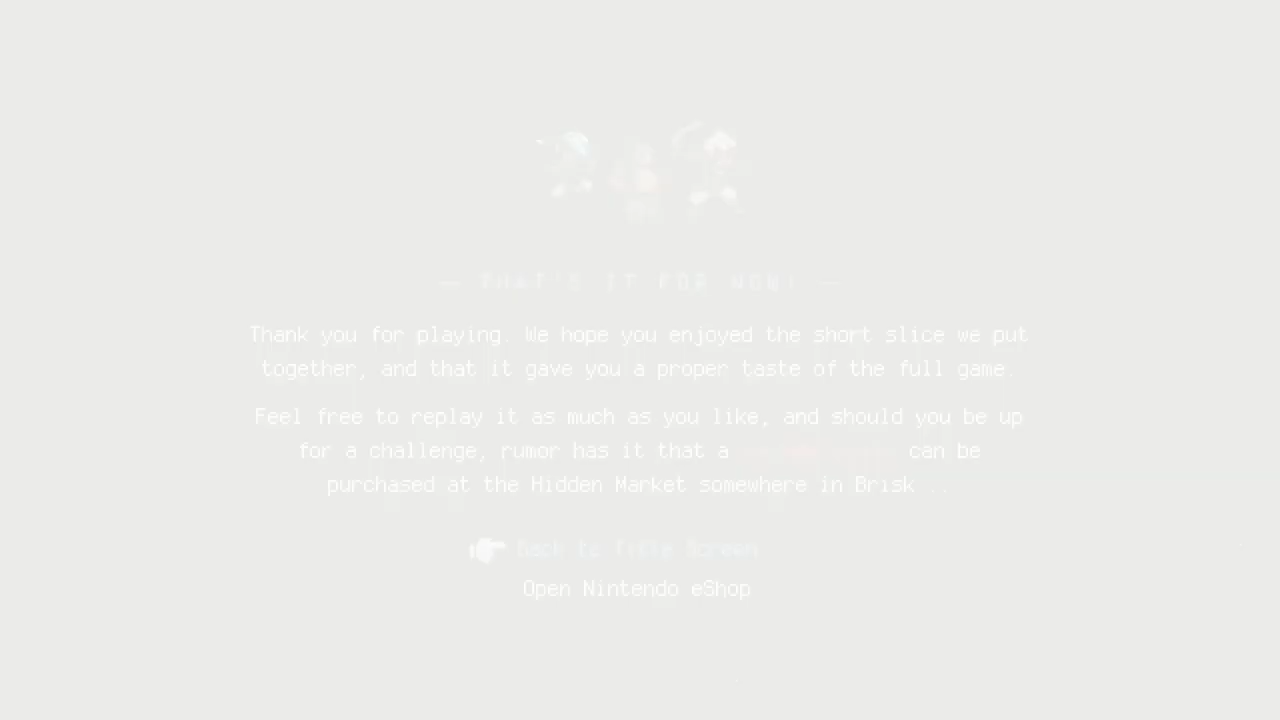 — THAT'S IT FOR NOW! —
Thank you for playing. We hope you enjoyed the short slice we put
together, and that it gave you a proper taste of the full game.
Feel free to replay it as much as you like, and should you be up
for a challenge, rumor has it that a can be
purchased at the Hidden Market somewhere in Brisk ..
Back to Title Screen
Open Nintendo eShop